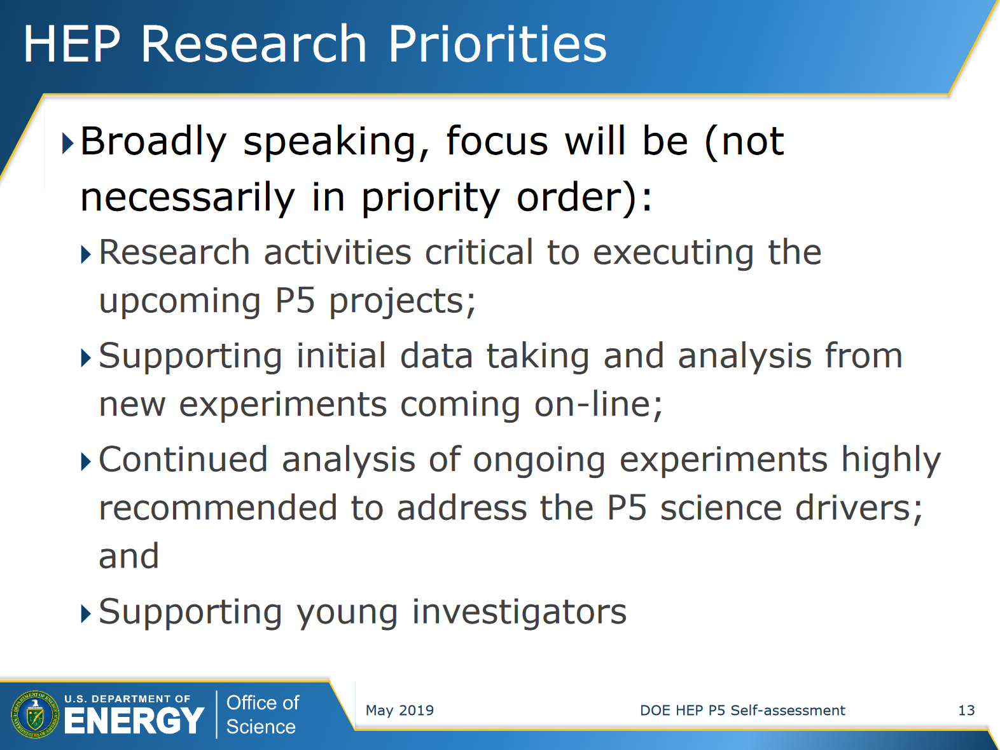 HEP Research Priorities
Broadly speaking, focus will be (not
necessarily in priority order):
Research activities critical to executing the
upcoming P5 projects;
Supporting initial data taking and analysis from
new experiments coming on-line;
Continued analysis of ongoing experiments highly
recommended to address the P5 science drivers;
and
Supporting young investigators
U.S. DEPARTMENT OF
ENERGY
Office of
Science
May 2019
DOE HEP P5 Self-assessment
13